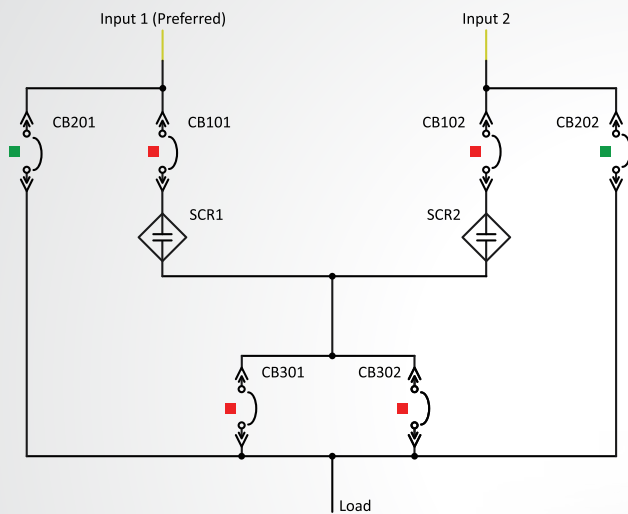 Input 1 (Preferred)
Input 2
CB201
CB101
CB102
CB202
SCR1
SCR2
CB301
CB302
Load